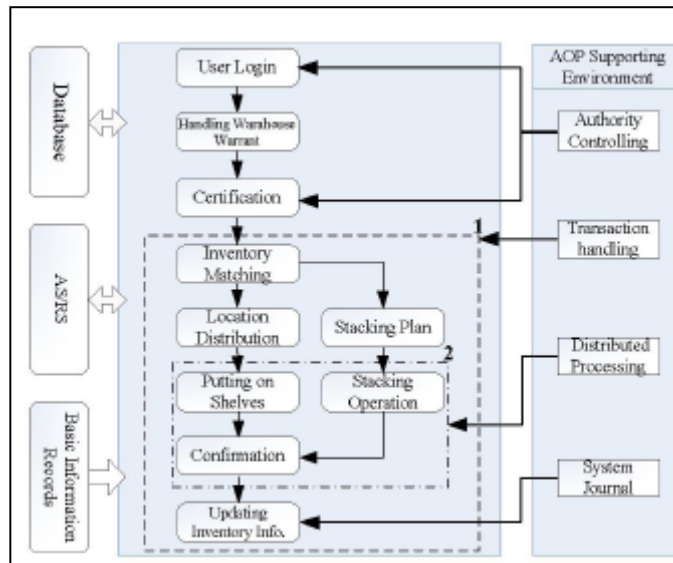 Database
AS/RS
Basic Information
Records
User Login
Handling Warehouse
Warrant
Certification
1
Inventory
Matching
Location
Distribution
Stacking Plan
2
Putting on
Shelves
Stacking
Operation
Confirmation
Updating
Inventory Info.
AOP Supporting
Environment
Authority
Controlling
Transaction
handling
Distributed
Processing
System
Journal